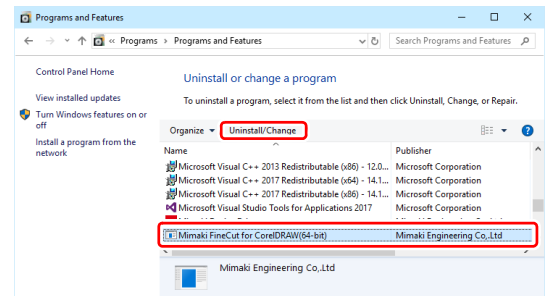 Programs and Features
« Programs > Programs and Features
Search Programs and Features
Control Panel Home
View installed updates
Turn Windows features on or
off
Install a program from the
network
Uninstall or change a program
To uninstall a program, select it from the list and then click Uninstall, Change, or Repair.
Organize Uninstall/Change
Name Publisher
Microsoft Visual C++ 2013 Redistributable (x86) - 12.0... Microsoft Corporation
Microsoft Visual C++ 2017 Redistributable (x64) - 14.1... Microsoft Corporation
Microsoft Visual C++ 2017 Redistributable (x86) - 14.1... Microsoft Corporation
Microsoft Visual Studio Tools for Applications 2017 Microsoft Corporation
Mimaki FineCut for CorelDRAW(64-bit) Mimaki Engineering Co,.Ltd
Mimaki Engineering Co,.Ltd